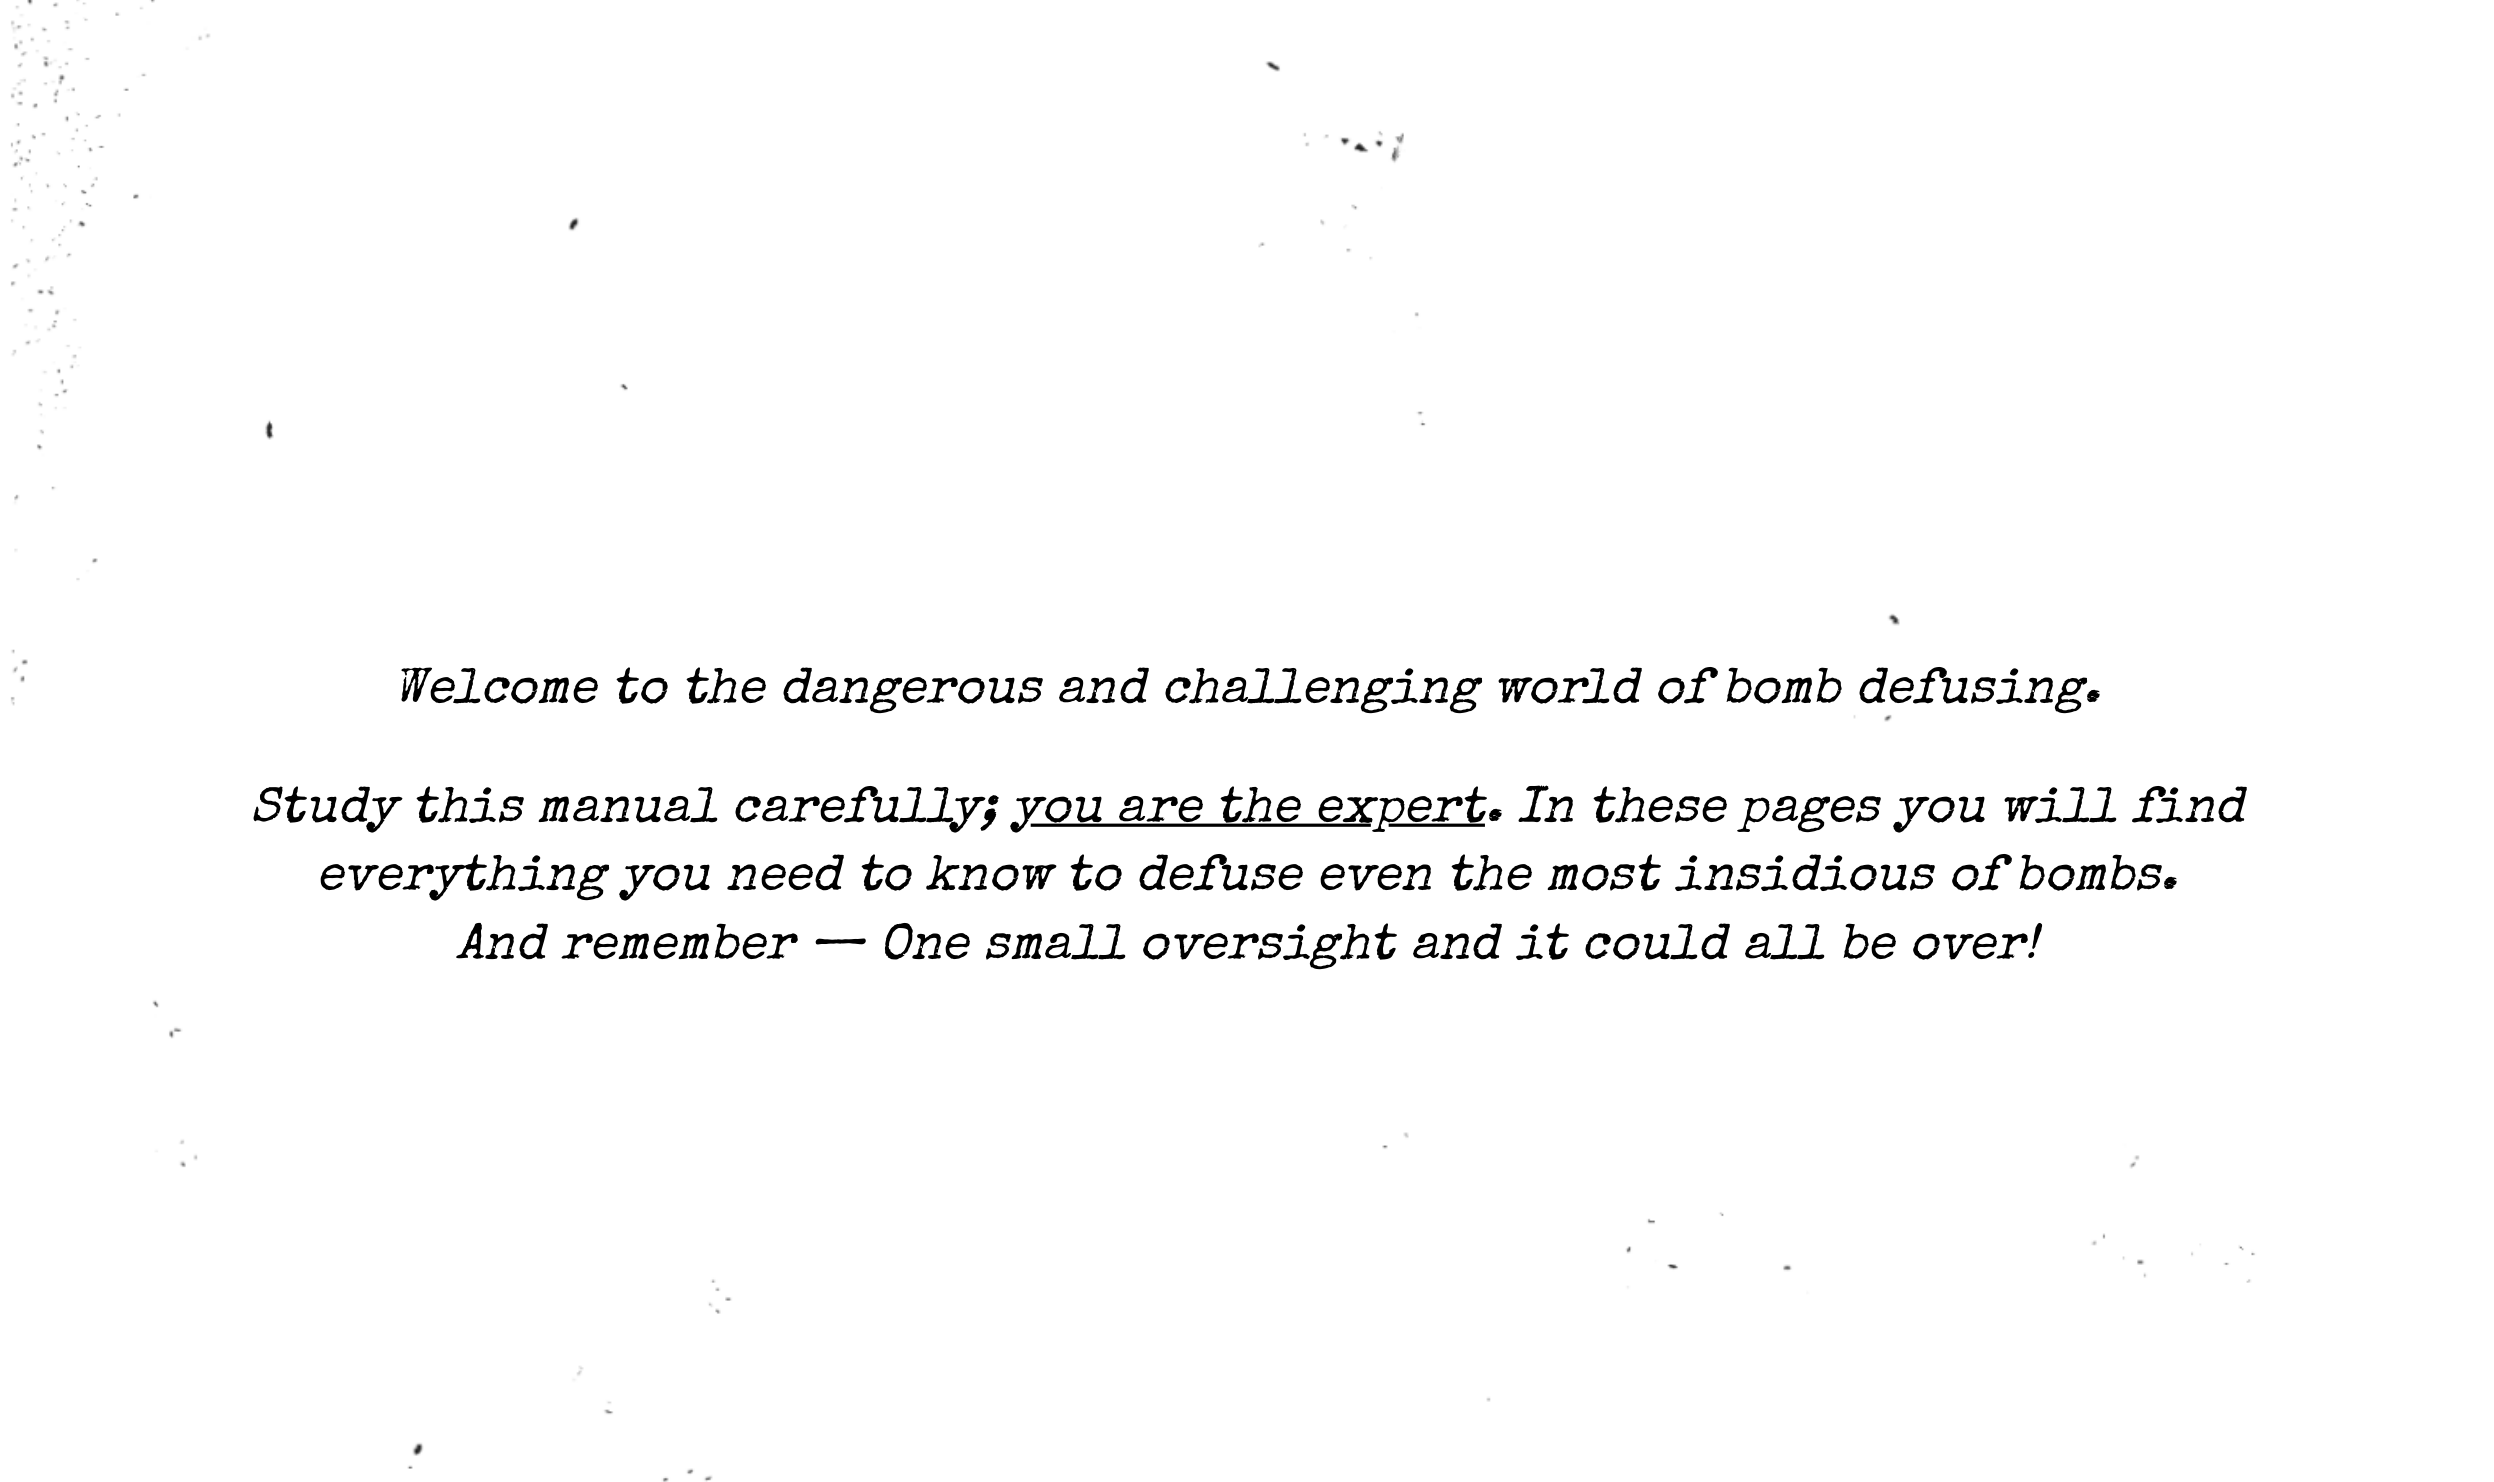 Welcome to the dangerous and challenging world of bomb defusing.
Study this manual carefully; you are the expert. In these pages you will find
everything you need to know to defuse even the most insidious of bombs.
And remember — One small oversight and it could all be over!